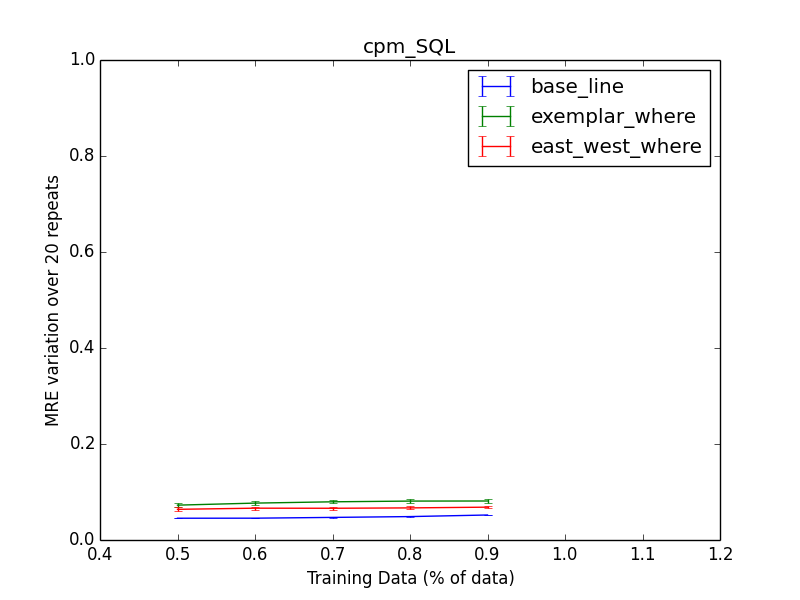 cpm_SQL
base_line
exemplar_where
east_west_where
MRE variation over 20 repeats
1.0
0.8
0.6
0.4
0.2
0.0
0.4 0.5 0.6 0.7 0.8 0.9 1.0 1.1 1.2
Training Data (% of data)